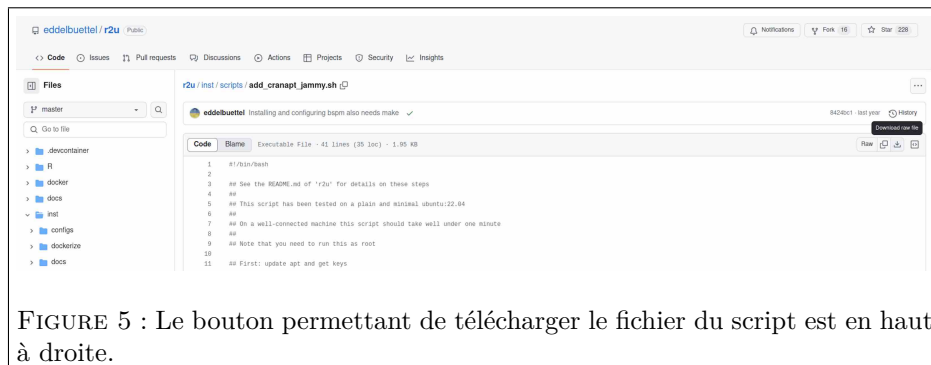 eddelbuettel / r2u Public
Notifications Fork 16 Star 228
Code Issues Pull requests Discussions Actions Projects Security Insights
Files
r2u / inst / scripts / add_cranapt_jammy.sh
master
eddelbuettel Installing and configuring bspm also needs make
8424bc1 · last year History
Go to file
Download raw file
Code Blame Executable File · 41 lines (35 loc) · 1.95 KB
Raw
.devcontainer
R
docker
docs
inst
configs
dockerize
docs
1 #!/bin/bash
2
3 ## See the README.md of 'r2u' for details on these steps
4 ##
5 ## This script has been tested on a plain and minimal ubuntu:22.04
6 ##
7 ## On a well-connected machine this script should take well under one minute
8 ##
9 ## Note that you need to run this as root
10
11 ## First: update apt and get keys
FIGURE 5 : Le bouton permettant de télécharger le fichier du script est en haut
à droite.